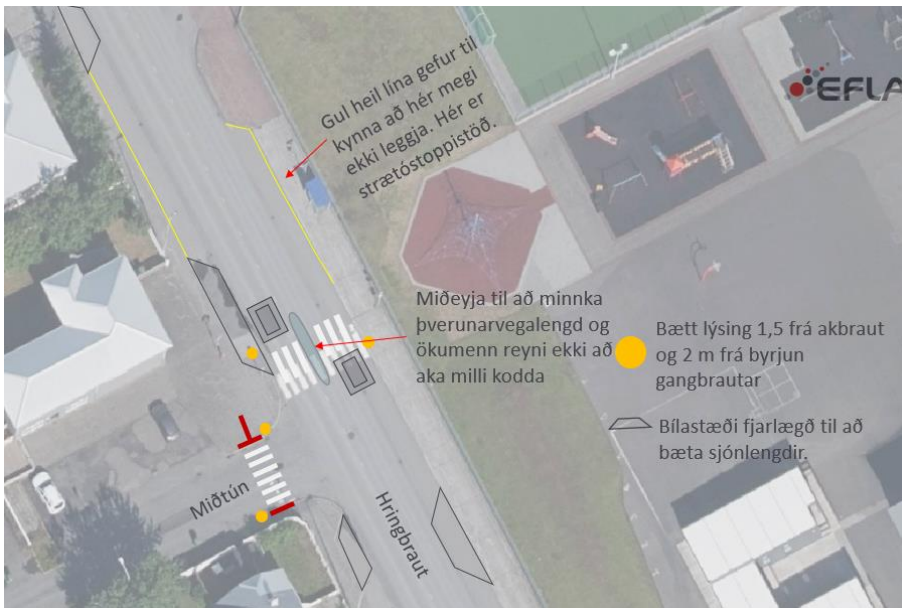 Gul heil lína gefur til
kynna að hér megi
ekki leggja. Hér er
strætóstoppistöð.
EFLA
Miðeyja til að minnka
þverunarvegalengd og
ökumenn reyni ekki að
aka milli kodda
Bætt lýsing 1,5 frá akbraut
og 2 m frá byrjun
gangbrautar
Bílastæði fjarlægð til að
bæta sjónlengdir.
Miðtún
Hringbraut